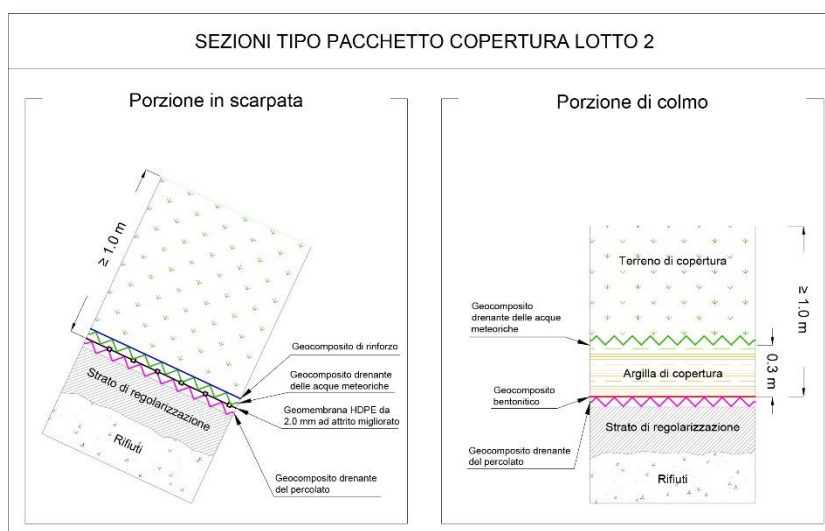 SEZIONI TIPO PACCHETTO COPERTURA LOTTO 2
Porzione in scarpata
≥ 1.0 m
Geocomposito di rinforzo
Geocomposito drenante
delle acque meteoriche
Geomembrana HDPE da
2.0 mm ad attrito migliorato
Geocomposito drenante
del percolato
Strato di regolarizzazione
Rifiuti
Porzione di colmo
Terreno di copertura
≥ 1.0 m
Geocomposito
drenante delle acque
meteoriche
Argilla di copertura
0.3 m
Geocomposito
bentonitico
Strato di regolarizzazione
Geocomposito drenante
del percolato
Rifiuti